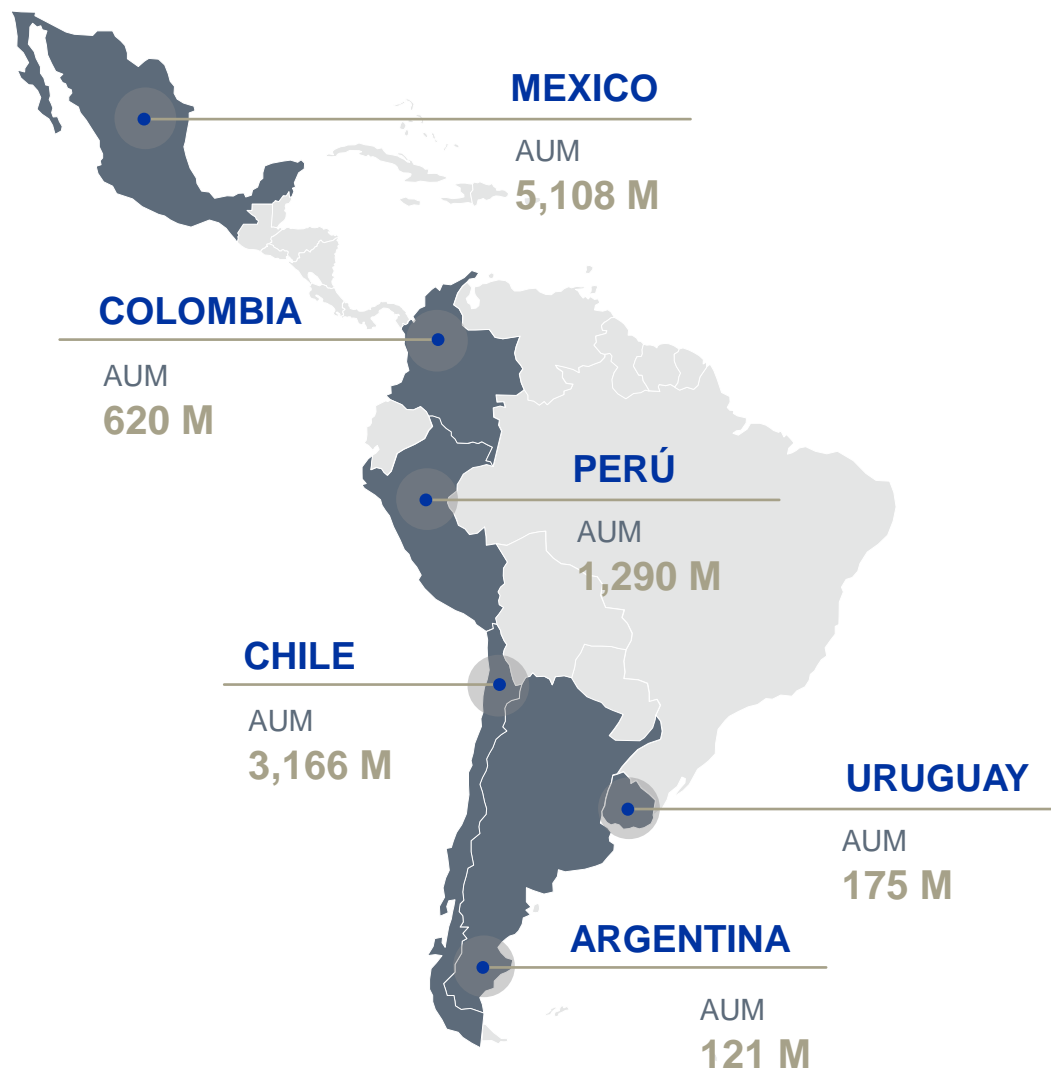 MEXICO
AUM
5,108 M
COLOMBIA
AUM
620 M
PERÚ
AUM
1,290 M
CHILE
AUM
3,166 M
URUGUAY
AUM
175 M
ARGENTINA
AUM
121 M